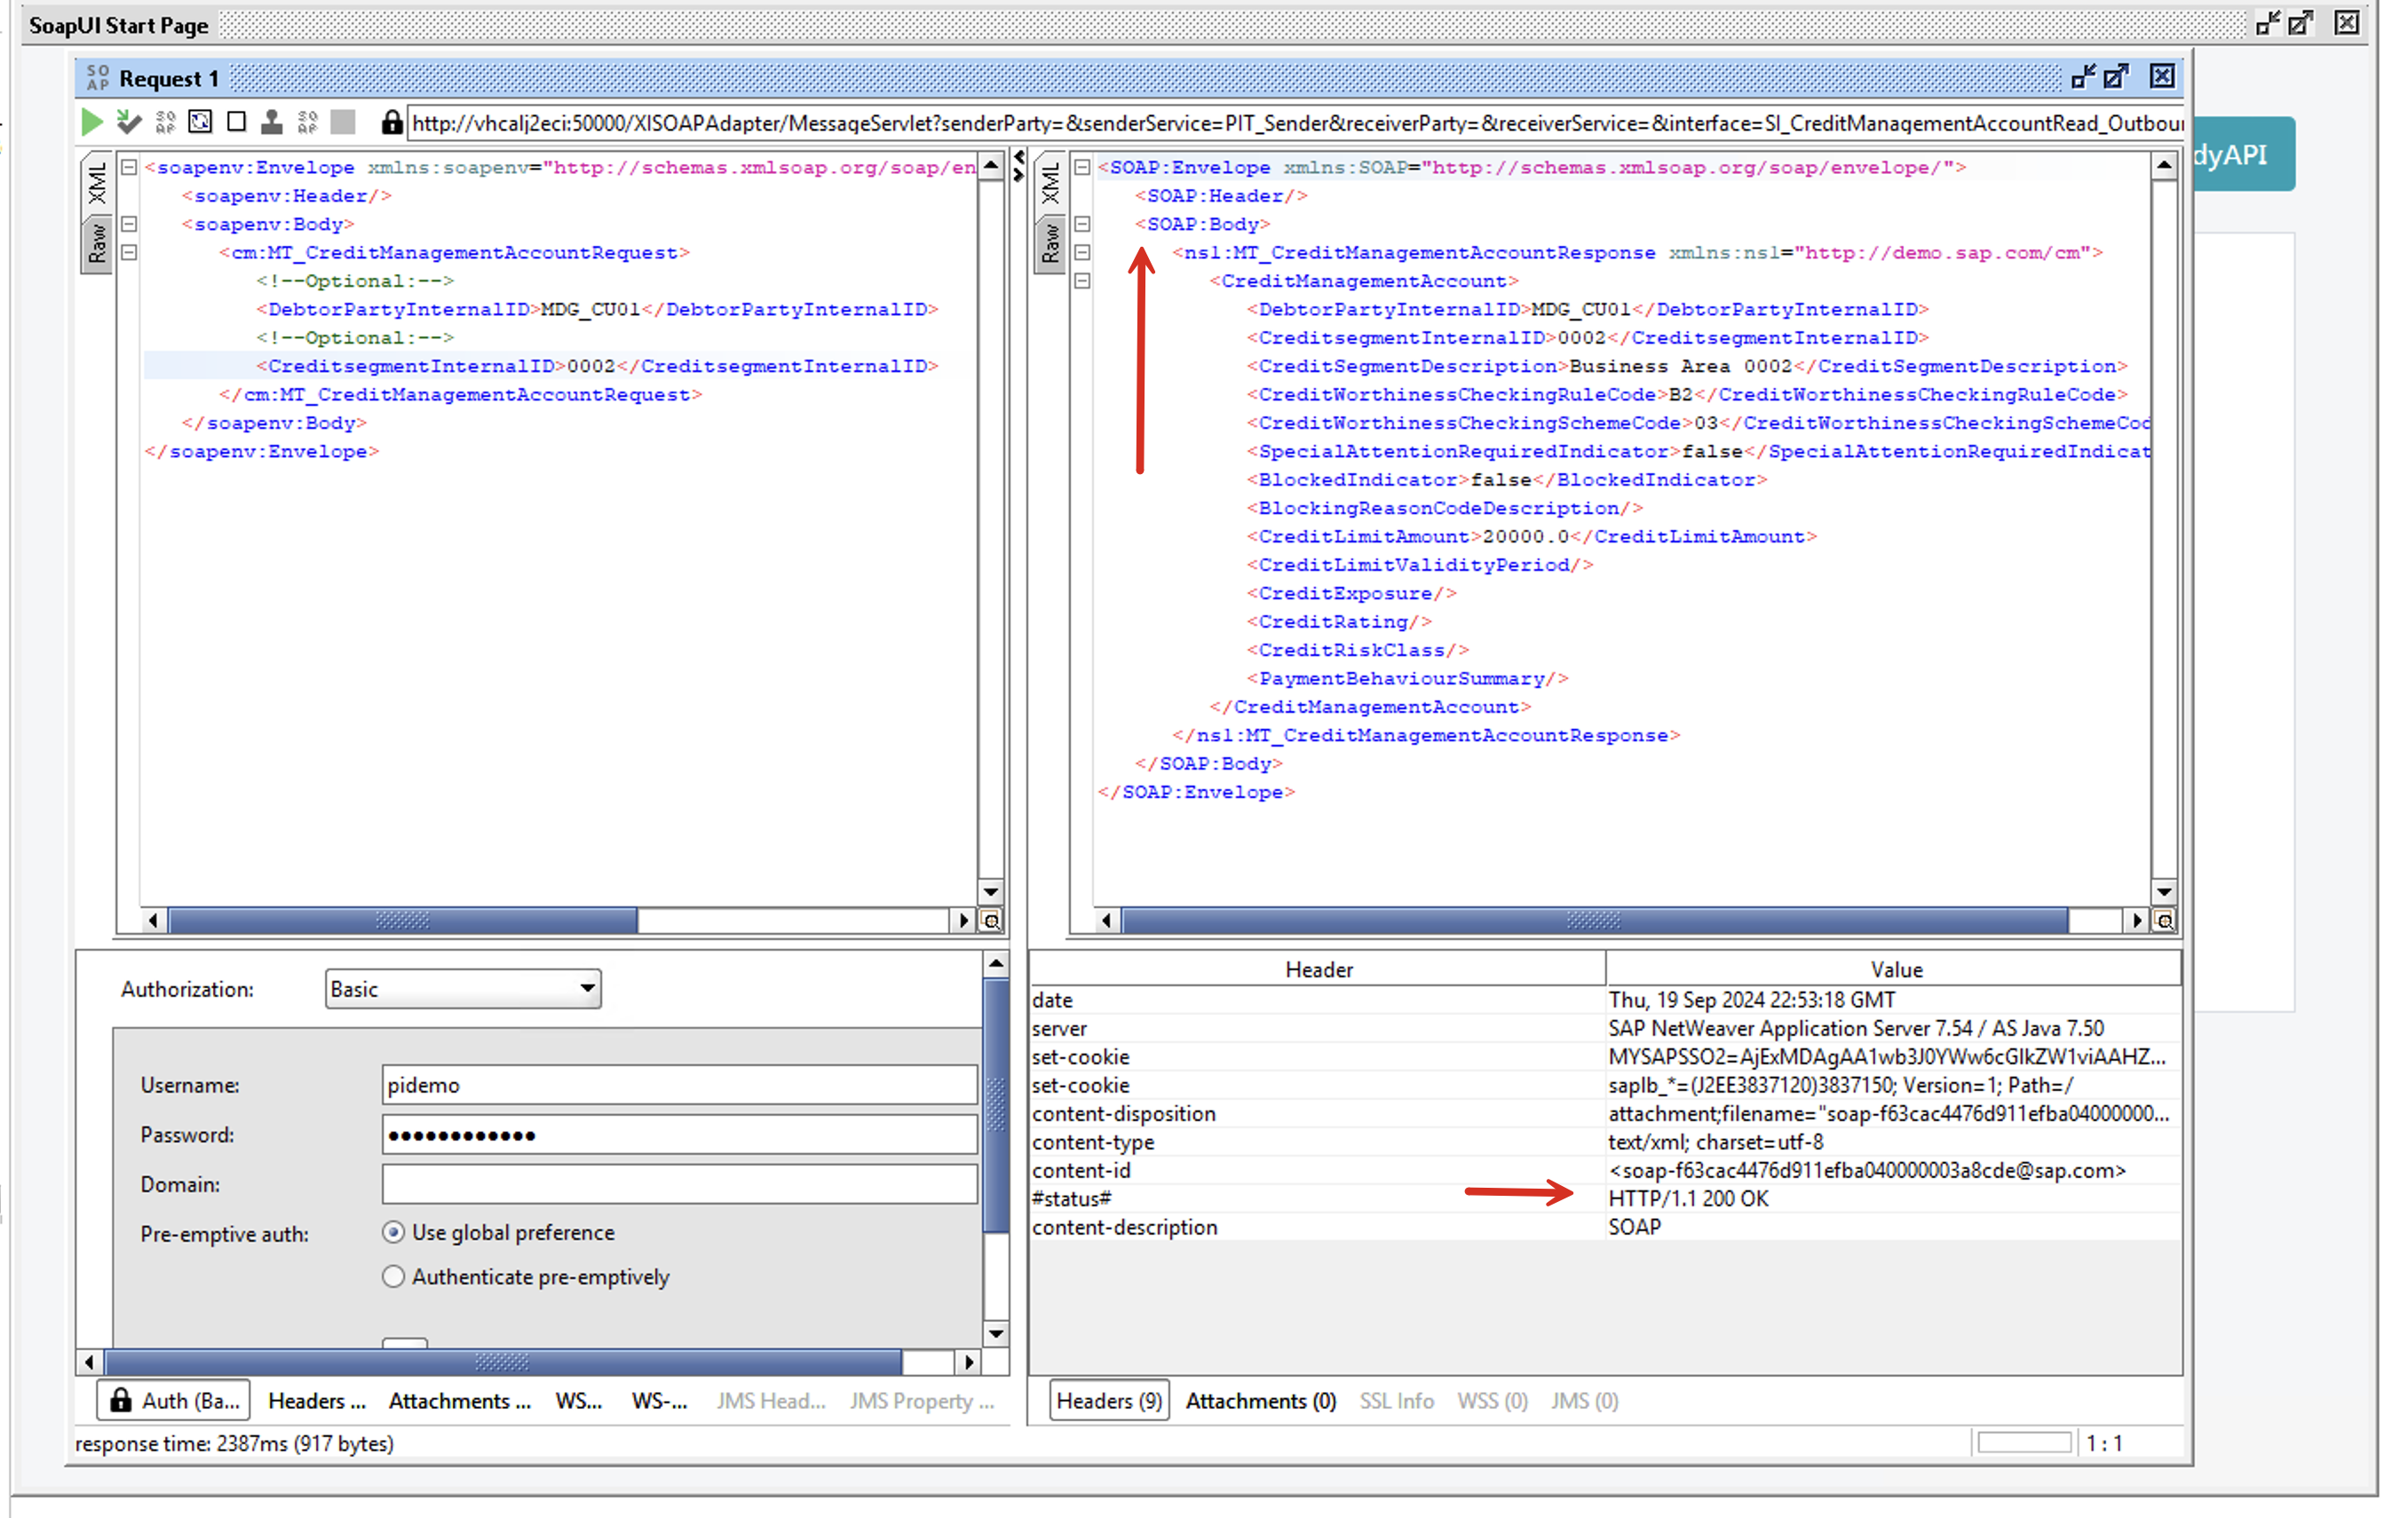 SoapUI Start Page
SO AP Request 1
http://vhcalj2eci:50000/XISOAPAdapter/MessageServlet?senderParty=&senderService=PIT_Sender&receiverParty=&receiverService=&interface=SI_CreditManagementAccountRead_Outbou
dyAPI
XML
Raw
<soapenv:Envelope xmlns:soapenv="http://schemas.xmlsoap.org/soap/en
<soapenv:Header/>
<soapenv:Body>
<cm:MT_CreditManagementAccountRequest>
<!--Optional:-->
<DebtorPartyInternalID>MDG_CU01</DebtorPartyInternalID>
<!--Optional:-->
<CreditsegmentInternalID>0002</CreditsegmentInternalID>
</cm:MT_CreditManagementAccountRequest>
</soapenv:Body>
</soapenv:Envelope>
XML
Raw
<SOAP:Envelope xmlns:SOAP="http://schemas.xmlsoap.org/soap/envelope/">
<SOAP:Header/>
<SOAP:Body>
<ns1:MT_CreditManagementAccountResponse xmlns:ns1="http://demo.sap.com/cm">
<CreditManagementAccount>
<DebtorPartyInternalID>MDG_CU01</DebtorPartyInternalID>
<CreditsegmentInternalID>0002</CreditsegmentInternalID>
<CreditSegmentDescription>Business Area 0002</CreditSegmentDescription>
<CreditWorthinessCheckingRuleCode>B2</CreditWorthinessCheckingRuleCode>
<CreditWorthinessCheckingSchemeCode>03</CreditWorthinessCheckingSchemeCod
<SpecialAttentionRequiredIndicator>false</SpecialAttentionRequiredIndicat
<BlockedIndicator>false</BlockedIndicator>
<BlockingReasonCodeDescription/>
<CreditLimitAmount>20000.0</CreditLimitAmount>
<CreditLimitValidityPeriod/>
<CreditExposure/>
<CreditRating/>
<CreditRiskClass/>
<PaymentBehaviourSummary/>
</CreditManagementAccount>
</ns1:MT_CreditManagementAccountResponse>
</SOAP:Body>
</SOAP:Envelope>
Authorization: Basic
Username: pidemo
Password: ●●●●●●●●●●●●
Domain:
Pre-emptive auth: Use global preference
Authenticate pre-emptively
Header Value
date Thu, 19 Sep 2024 22:53:18 GMT
server SAP NetWeaver Application Server 7.54 / AS Java 7.50
set-cookie MYSAPSSO2=AjExMDAgAA1wb3J0YWw6cGlkZW1viAAHZ...
set-cookie saplb_*=(J2EE3837120)3837150; Version=1; Path=/
content-disposition attachment;filename="soap-f63cac4476d911efba04000000...
content-type text/xml; charset=utf-8
content-id <soap-f63cac4476d911efba040000003a8cde@sap.com>
#status# HTTP/1.1 200 OK
content-description SOAP
Auth (Ba... Headers ... Attachments ... WS... WS-... JMS Head... JMS Property ...
Headers (9) Attachments (0) SSL Info WSS (0) JMS (0)
response time: 2387ms (917 bytes)
1 : 1